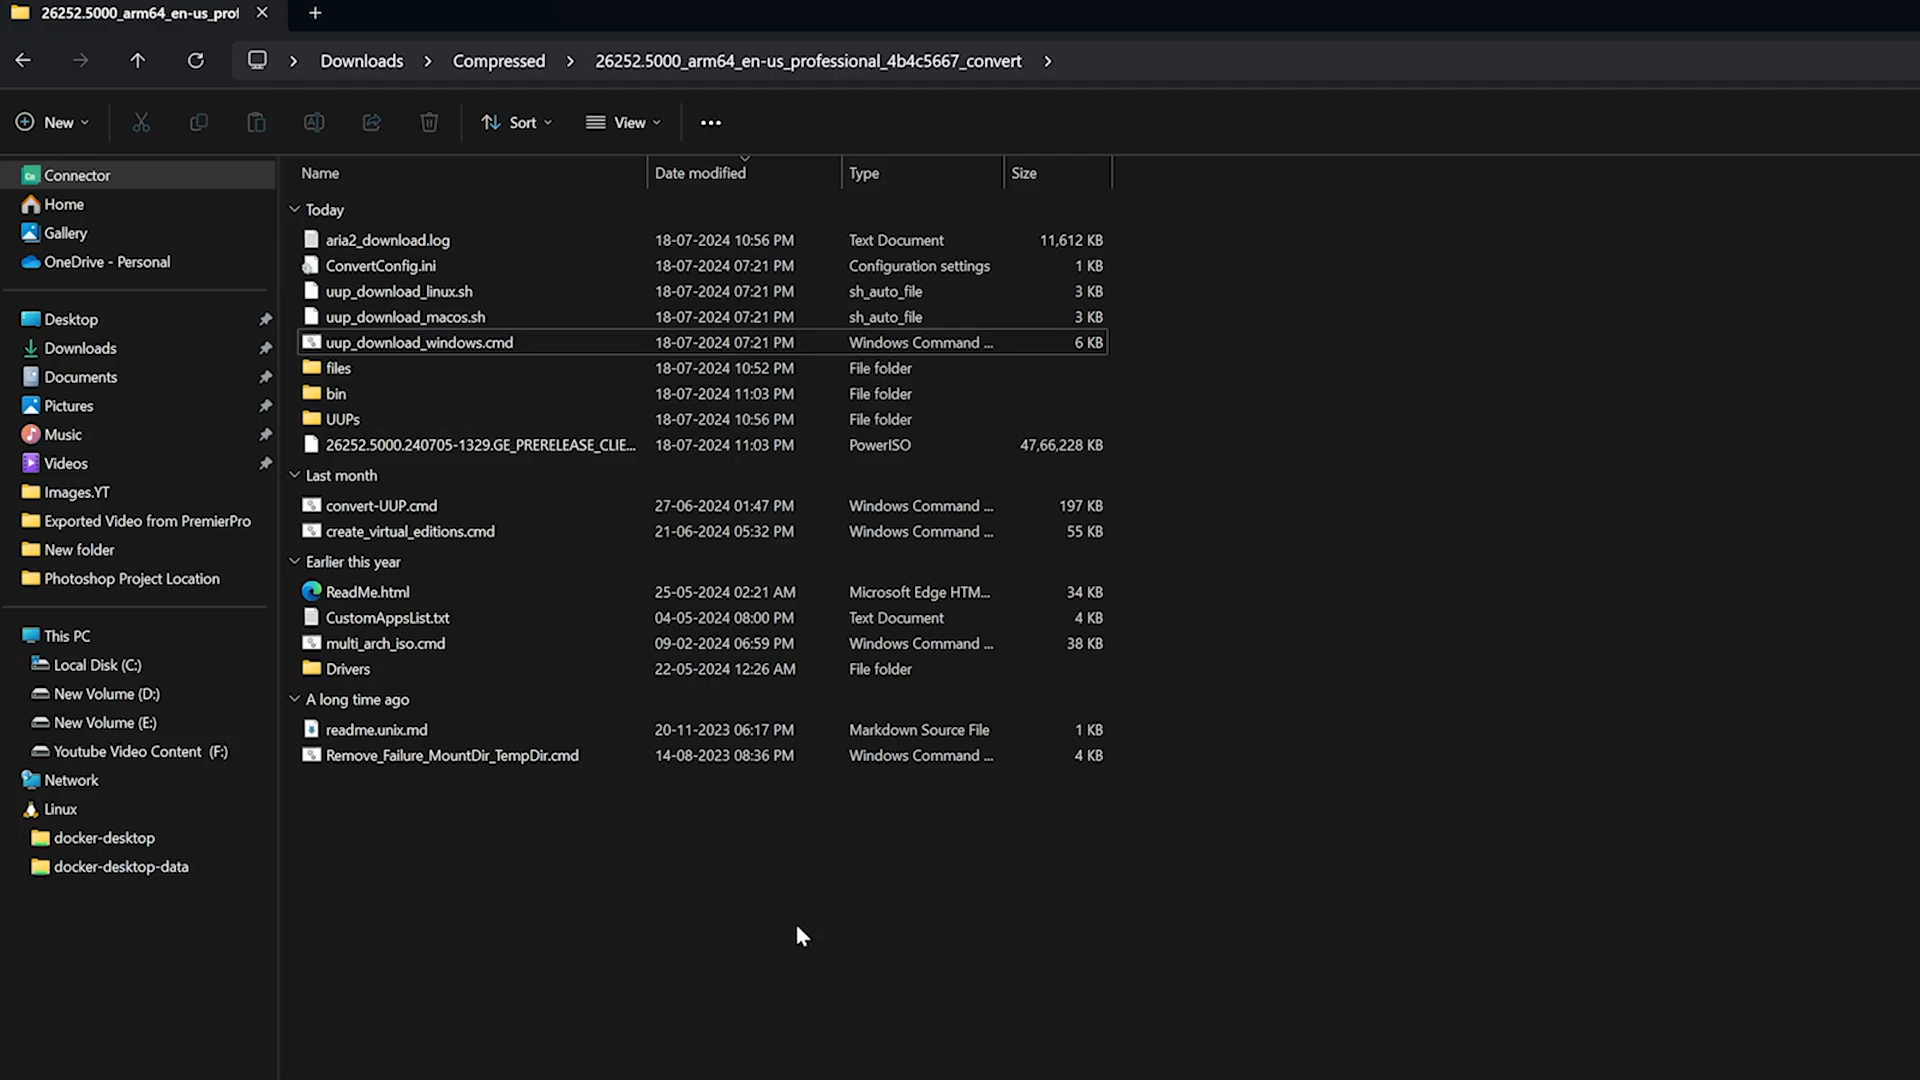 26252.5000_arm64_en-us_prof
Downloads
Compressed
26252.5000_arm64_en-us_professional_4b4c5667_convert
New
Sort
View
Connector
Home
Gallery
OneDrive - Personal
Desktop
Downloads
Documents
Pictures
Music
Videos
Images.YT
Exported Video from PremierPro
New folder
Photoshop Project Location
This PC
Local Disk (C:)
New Volume (D:)
New Volume (E:)
Youtube Video Content (F:)
Network
Linux
docker-desktop
docker-desktop-data
Name Date modified Type Size
Today
aria2_download.log 18-07-2024 10:56 PM Text Document 11,612 KB
ConvertConfig.ini 18-07-2024 07:21 PM Configuration settings 1 KB
uup_download_linux.sh 18-07-2024 07:21 PM sh_auto_file 3 KB
uup_download_macos.sh 18-07-2024 07:21 PM sh_auto_file 3 KB
uup_download_windows.cmd 18-07-2024 07:21 PM Windows Command ... 6 KB
files 18-07-2024 10:52 PM File folder
bin 18-07-2024 11:03 PM File folder
UUPs 18-07-2024 10:56 PM File folder
26252.5000.240705-1329.GE_PRERELEASE_CLIE... 18-07-2024 11:03 PM PowerISO 47,66,228 KB
Last month
convert-UUP.cmd 27-06-2024 01:47 PM Windows Command ... 197 KB
create_virtual_editions.cmd 21-06-2024 05:32 PM Windows Command ... 55 KB
Earlier this year
ReadMe.html 25-05-2024 02:21 AM Microsoft Edge HTM... 34 KB
CustomAppsList.txt 04-05-2024 08:00 PM Text Document 4 KB
multi_arch_iso.cmd 09-02-2024 06:59 PM Windows Command ... 38 KB
Drivers 22-05-2024 12:26 AM File folder
A long time ago
readme.unix.md 20-11-2023 06:17 PM Markdown Source File 1 KB
Remove_Failure_MountDir_TempDir.cmd 14-08-2023 08:36 PM Windows Command ... 4 KB